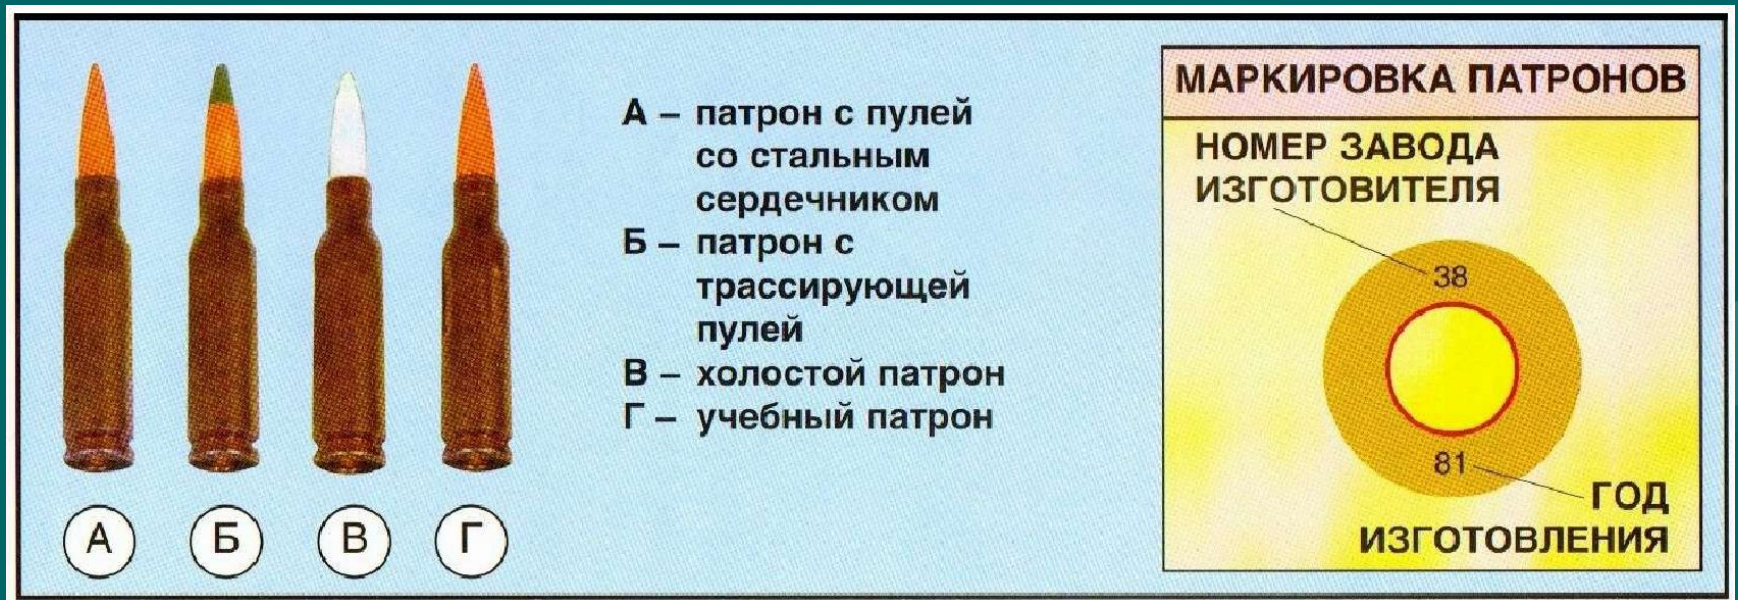 А
Б
В
Г
А – патрон с пулей
со стальным
сердечником
Б – патрон с
трассирующей
пулей
В – холостой патрон
Г – учебный патрон
МАРКИРОВКА ПАТРОНОВ
НОМЕР ЗАВОДА
ИЗГОТОВИТЕЛЯ
38
81
ГОД
ИЗГОТОВЛЕНИЯ